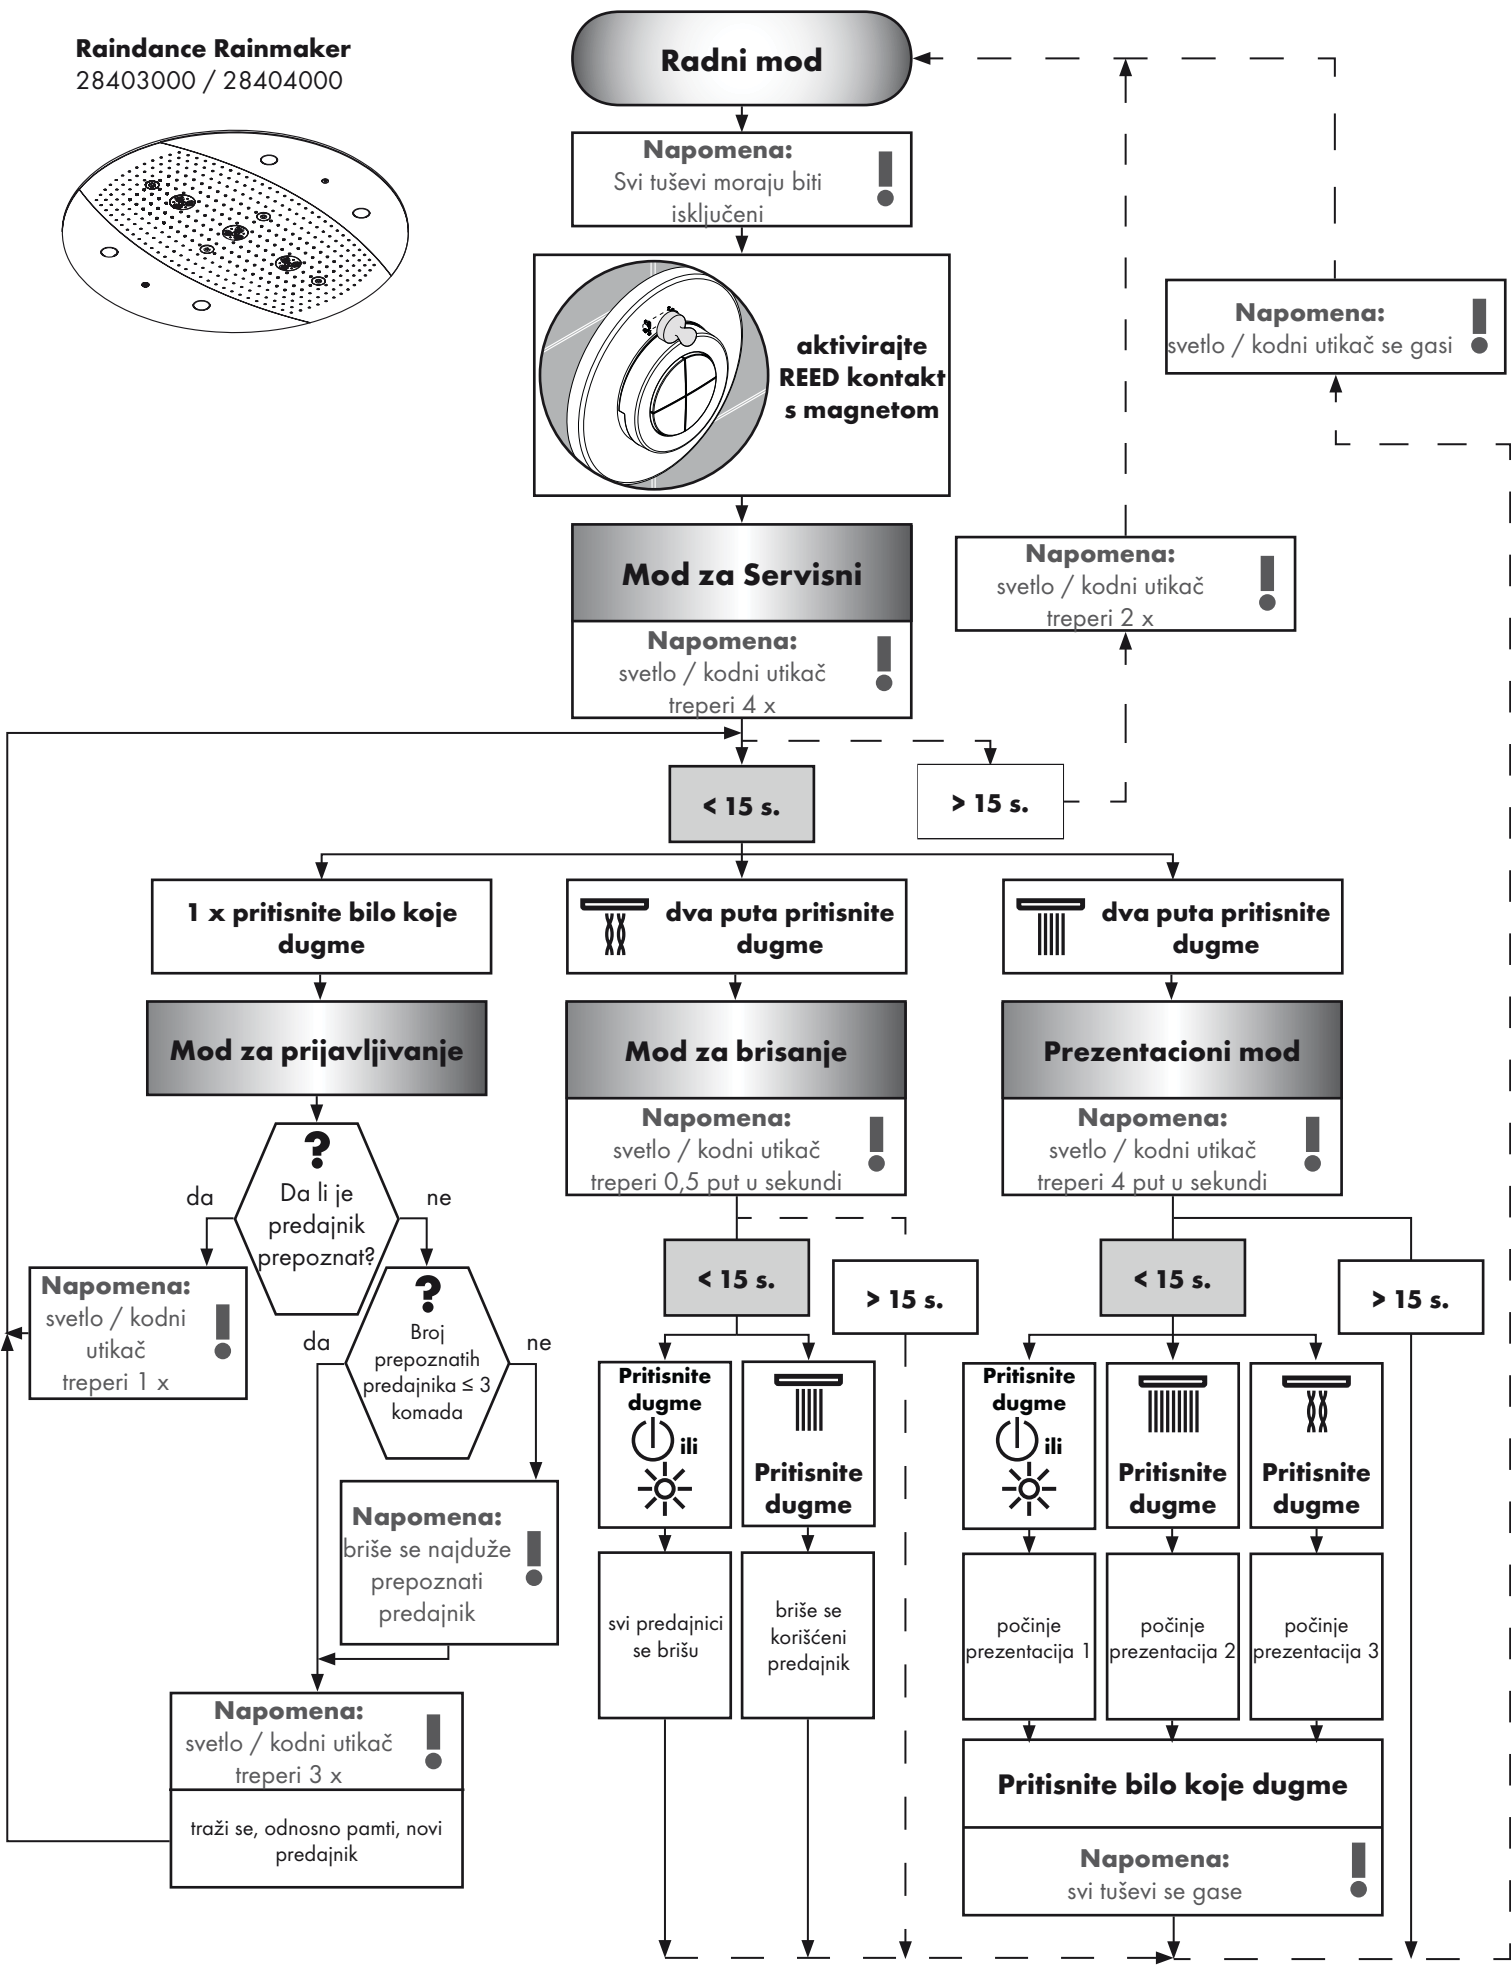 Raindance Rainmaker
28403000 / 28404000
Radni mod
Napomena:
Svi tuševi moraju biti
isključeni
aktivirajte
REED kontakt
s magnetom
Napomena:
svetlo / kodni utikač se gasi
Mod za Servisni
Napomena:
svetlo / kodni utikač
treperi 4 x
Napomena:
svetlo / kodni utikač
treperi 2 x
< 15 s.
> 15 s.
1 x pritisnite bilo koje
dugme
dva puta pritisnite
dugme
dva puta pritisnite
dugme
Mod za prijavljivanje
Mod za brisanje
Napomena:
svetlo / kodni utikač
treperi 0,5 put u sekundi
Prezentacioni mod
Napomena:
svetlo / kodni utikač
treperi 4 put u sekundi
?
Da li je
predajnik
prepoznat?
da
ne
Napomena:
svetlo / kodni
utikač
treperi 1 x
?
Broj
prepoznatih
predajnika ≤ 3
komada
da
ne
Napomena:
briše se najduže
prepoznati
predajnik
Napomena:
svetlo / kodni utikač
treperi 3 x
traži se, odnosno pamti, novi
predajnik
< 15 s.
> 15 s.
Pritisnite
dugme
ili
Pritisnite
dugme
svi predajnici
se brišu
briše se
korišćeni
predajnik
< 15 s.
> 15 s.
Pritisnite
dugme
ili
Pritisnite
dugme
Pritisnite
dugme
počinje
prezentacija 1
počinje
prezentacija 2
počinje
prezentacija 3
Pritisnite bilo koje dugme
Napomena:
svi tuševi se gase